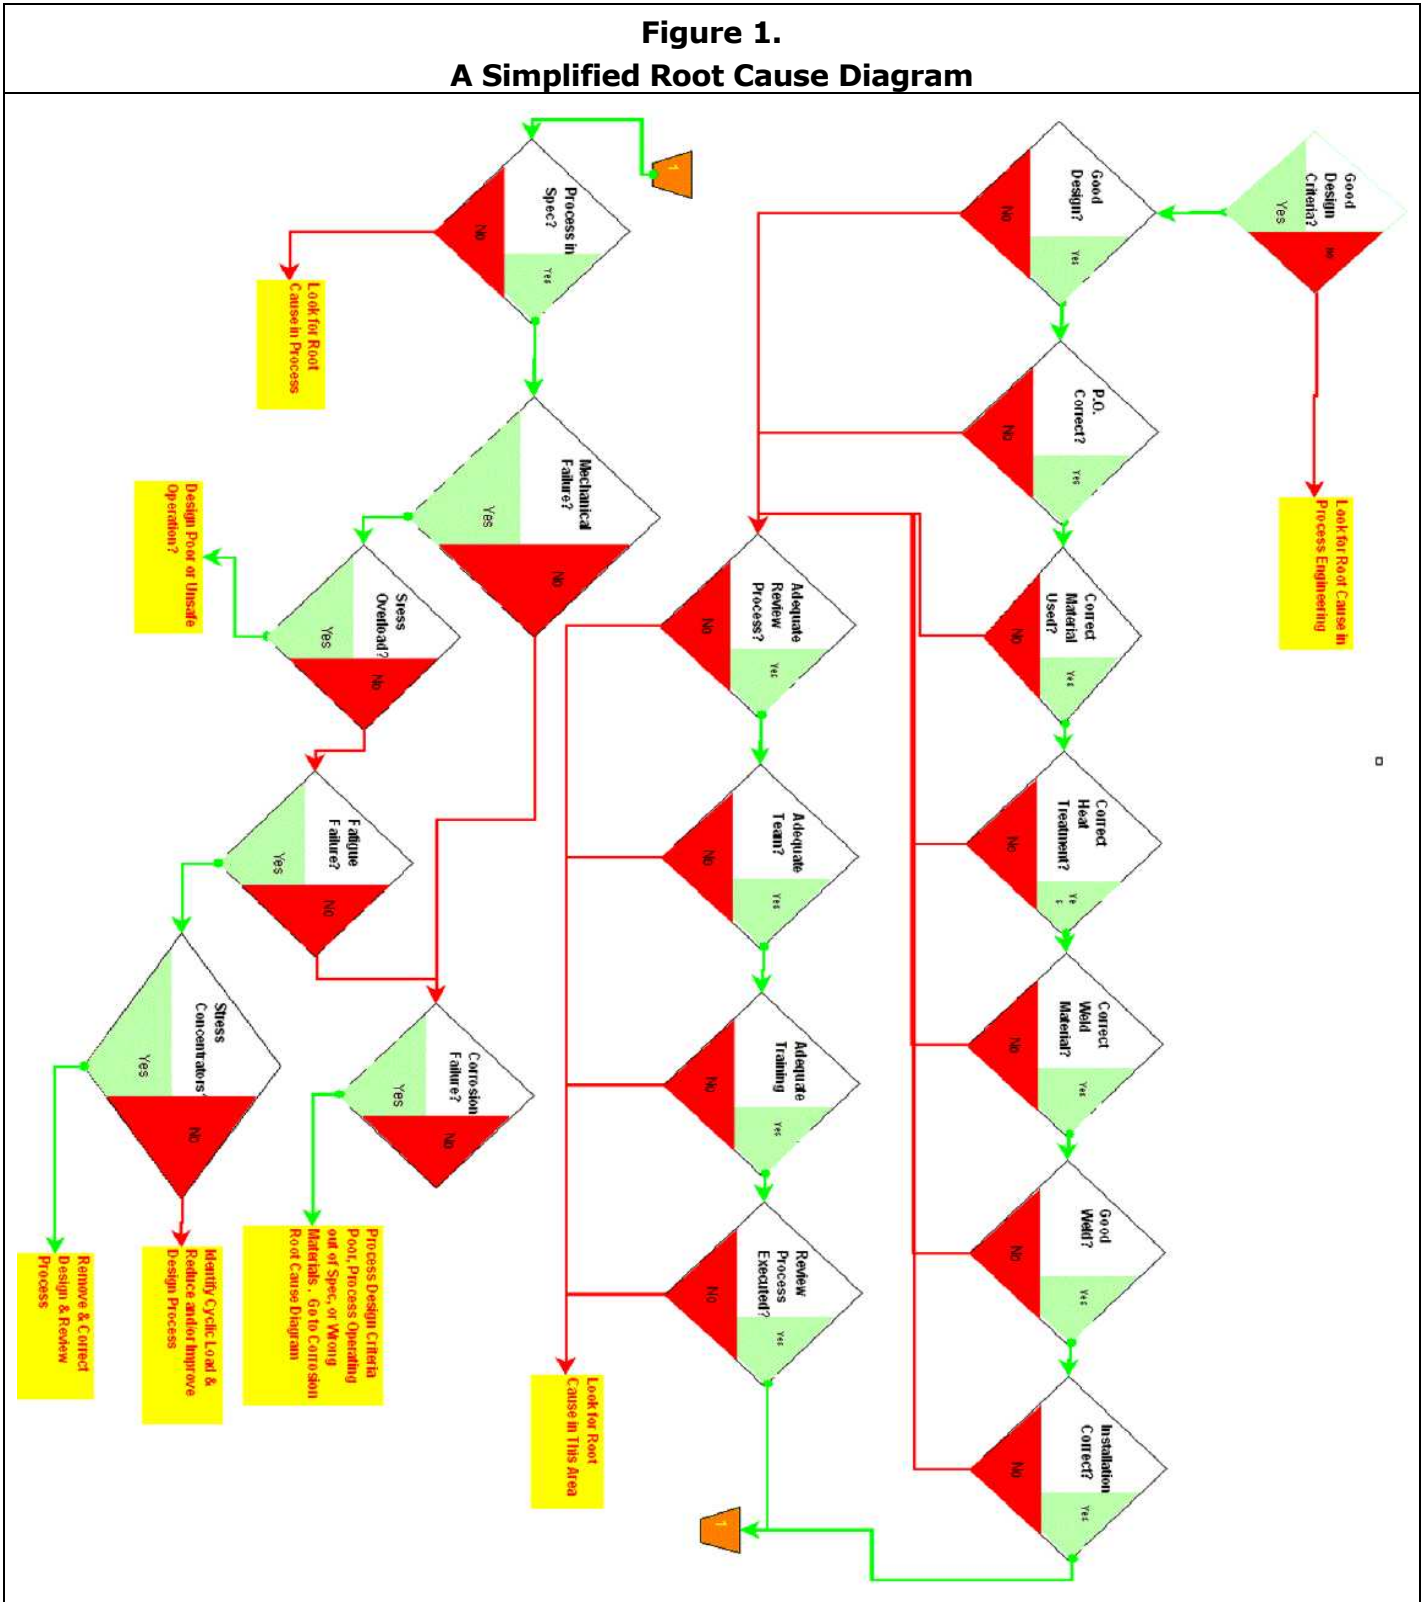 Figure 1.
A Simplified Root Cause Diagram
Good
Design
Criteria?
Yes
no
Look for Root Cause in
Process Engineering
Good
Design?
No
Yes
P.O.
Correct?
No
Yes
Correct
Material
Used?
No
Yes
Correct
Heat
Treatment?
No
Ye
s
Correct
Weld
Material?
No
Yes
Good
Weld?
No
Yes
Installation
Correct?
No
Yes
1
Adequate
Review
Process?
No
Yes
Adequate
Team?
No
Yes
Adequate
Training
No
Yes
Review
Process
Executed?
No
Yes
Look for Root
Cause in This Area
1
Process in
Spec?
No
Yes
Look for Root
Cause in Process
Mechanical
Failure?
Yes
No
Sress
Overload?
Yes
No
Design Poor or Unsafe
Operation?
Fatigue
Failure?
Yes
No
Corrosion
Failure?
Yes
No
Process Design Criteria
Poor, Process Operating
out of Spec, or Wrong
Materials . Go to Corrosion
Root Cause Diagram
Stress
Concentrators?
Yes
No
Identify Cyclic Load &
Reduce and/or Improve
Design Process
Remove & Correct
Design & Review
Process